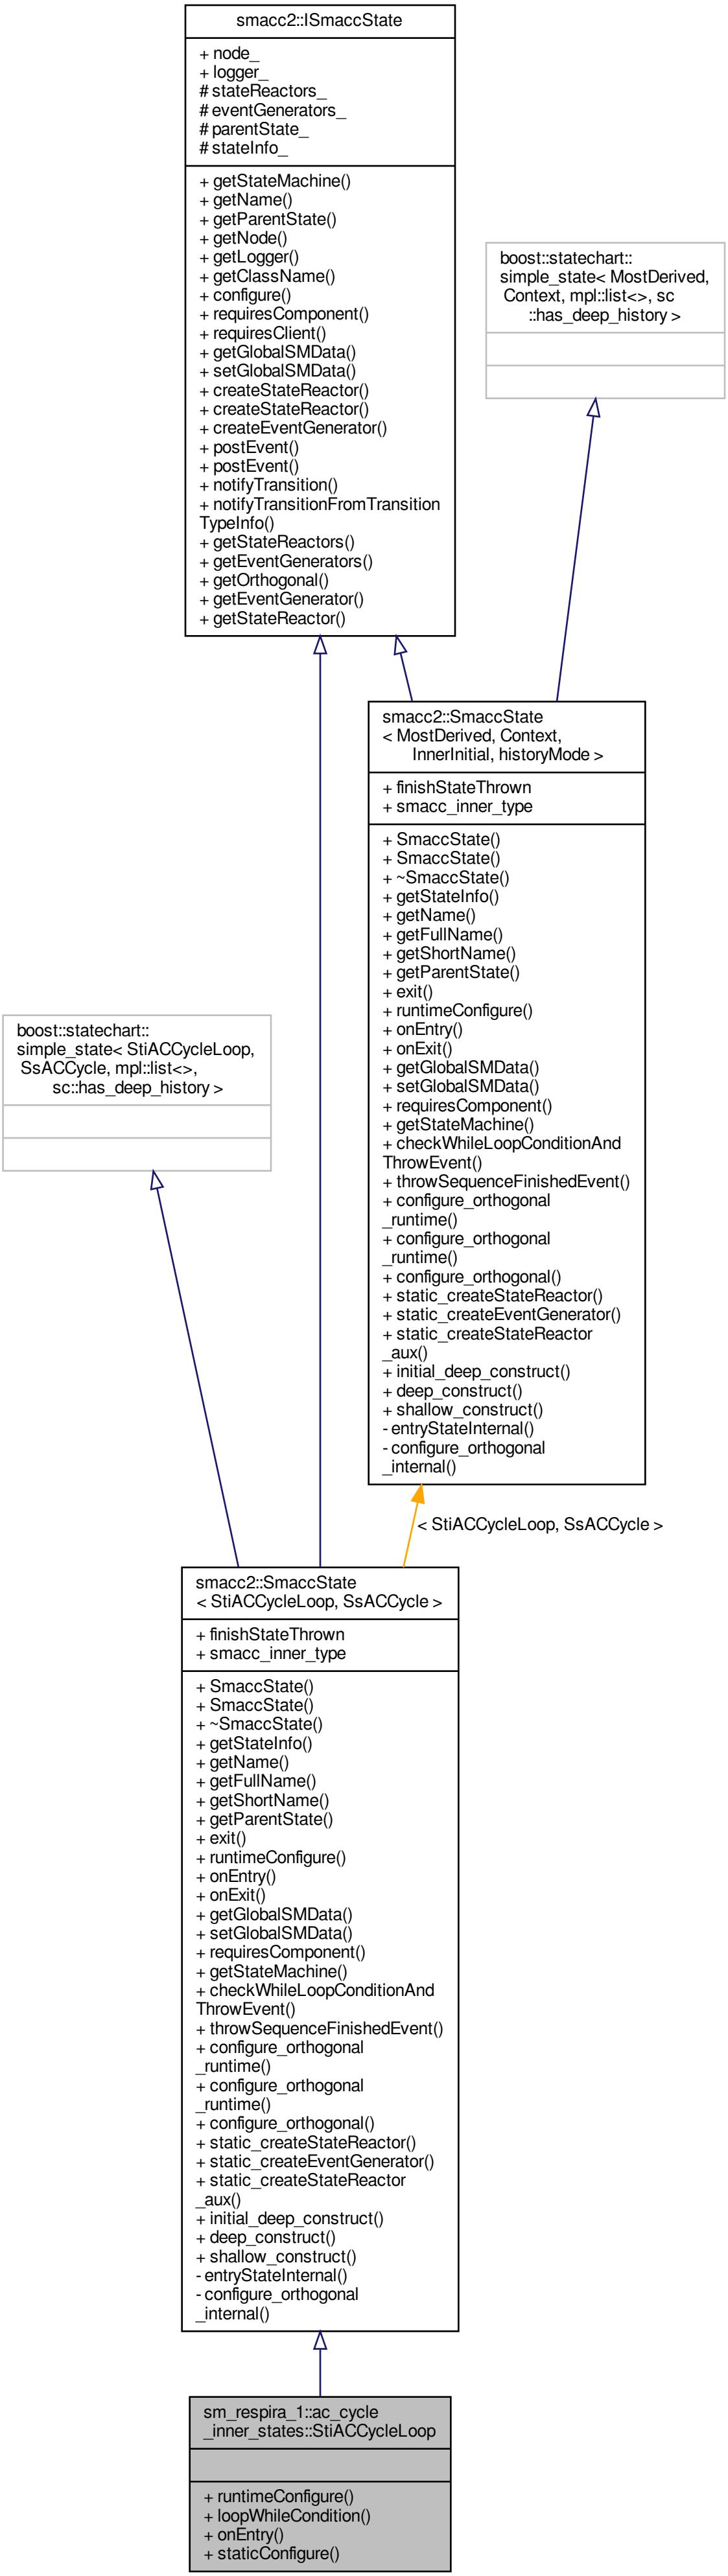 smacc2::ISmaccState
+ node_
+ logger_
# stateReactors_
# eventGenerators_
# parentState_
# stateInfo_
+ getStateMachine()
+ getName()
+ getParentState()
+ getNode()
+ getLogger()
+ getClassName()
+ configure()
+ requiresComponent()
+ requiresClient()
+ getGlobalSMData()
+ setGlobalSMData()
+ createStateReactor()
+ createStateReactor()
+ createEventGenerator()
+ postEvent()
+ postEvent()
+ notifyTransition()
+ notifyTransitionFromTransition
TypeInfo()
+ getStateReactors()
+ getEventGenerators()
+ getOrthogonal()
+ getEventGenerator()
+ getStateReactor()
boost::statechart::
simple_state< MostDerived,
Context, mpl::list<>, sc
::has_deep_history >
smacc2::SmaccState
< MostDerived, Context,
InnerInitial, historyMode >
+ finishStateThrown
+ smacc_inner_type
+ SmaccState()
+ SmaccState()
+ ~SmaccState()
+ getStateInfo()
+ getName()
+ getFullName()
+ getShortName()
+ getParentState()
+ exit()
+ runtimeConfigure()
+ onEntry()
+ onExit()
+ getGlobalSMData()
+ setGlobalSMData()
+ requiresComponent()
+ getStateMachine()
+ checkWhileLoopConditionAnd
ThrowEvent()
+ throwSequenceFinishedEvent()
+ configure_orthogonal
_runtime()
+ configure_orthogonal
_runtime()
+ configure_orthogonal()
+ static_createStateReactor()
+ static_createEventGenerator()
+ static_createStateReactor
_aux()
+ initial_deep_construct()
+ deep_construct()
+ shallow_construct()
- entryStateInternal()
- configure_orthogonal
_internal()
boost::statechart::
simple_state< StiACCycleLoop,
SsACCycle, mpl::list<>,
sc::has_deep_history >
< StiACCycleLoop, SsACCycle >
smacc2::SmaccState
< StiACCycleLoop, SsACCycle >
+ finishStateThrown
+ smacc_inner_type
+ SmaccState()
+ SmaccState()
+ ~SmaccState()
+ getStateInfo()
+ getName()
+ getFullName()
+ getShortName()
+ getParentState()
+ exit()
+ runtimeConfigure()
+ onEntry()
+ onExit()
+ getGlobalSMData()
+ setGlobalSMData()
+ requiresComponent()
+ getStateMachine()
+ checkWhileLoopConditionAnd
ThrowEvent()
+ throwSequenceFinishedEvent()
+ configure_orthogonal
_runtime()
+ configure_orthogonal
_runtime()
+ configure_orthogonal()
+ static_createStateReactor()
+ static_createEventGenerator()
+ static_createStateReactor
_aux()
+ initial_deep_construct()
+ deep_construct()
+ shallow_construct()
- entryStateInternal()
- configure_orthogonal
_internal()
sm_respira_1::ac_cycle
_inner_states::StiACCycleLoop
+ runtimeConfigure()
+ loopWhileCondition()
+ onEntry()
+ staticConfigure()